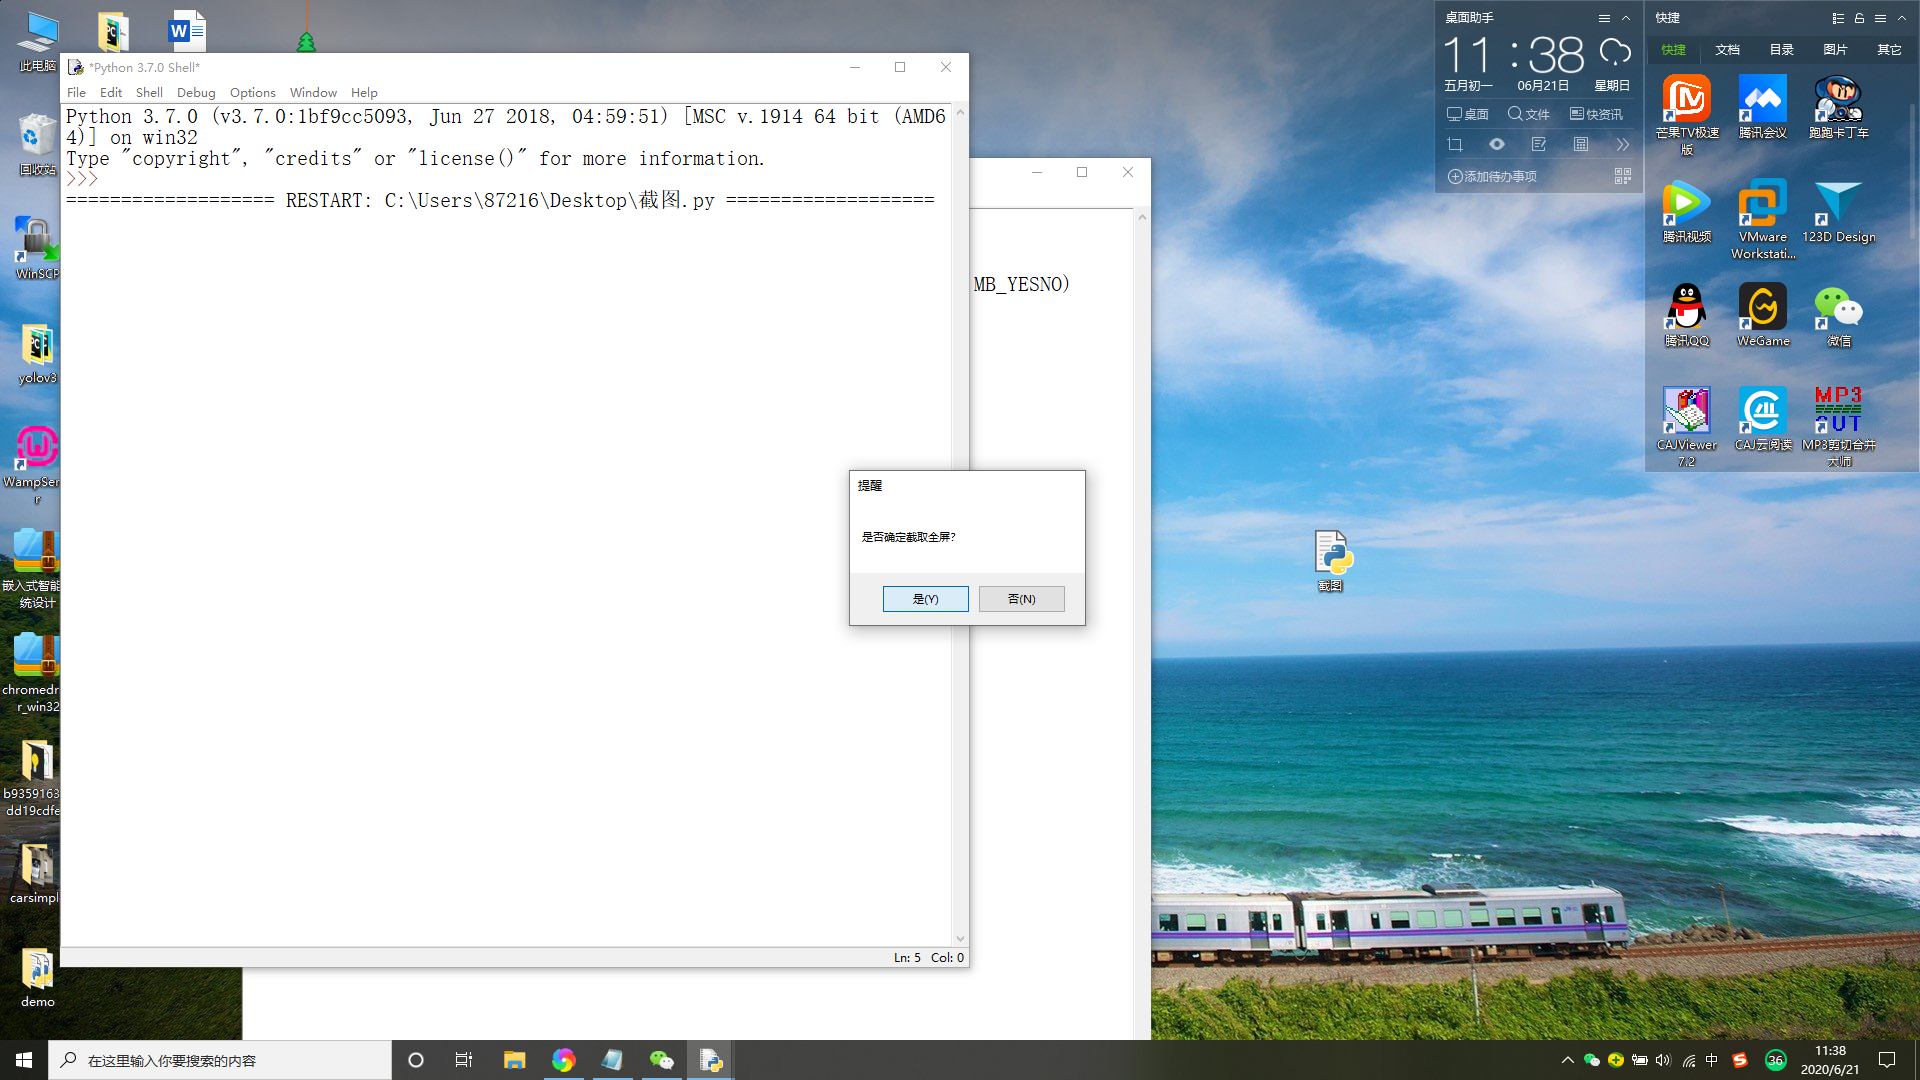 此电脑
回收站
WinSCP
yolov3
WampSer
r
嵌入式智能
统设计
chromedr
r_win32
b9359163
dd19cdfe
carsimpl
demo
*Python 3.7.0 Shell*
File Edit Shell Debug Options Window Help
Python 3.7.0 (v3.7.0:1bf9cc5093, Jun 27 2018, 04:59:51) [MSC v.1914 64 bit (AMD6
4)] on win32
Type "copyright", "credits" or "license()" for more information.
>>>
=================== RESTART: C:\Users\87216\Desktop\截图.py ===================
Ln: 5 Col: 0
MB_YESNO)
提醒
是否确定截取全屏?
是(Y) 否(N)
截图
桌面助手
11:38
五月初一 06月21日 星期日
桌面 文件 快资讯
添加待办事项
快捷
快捷 文档 目录 图片 其它
芒果TV极速
版
腾讯会议
跑跑卡丁车
腾讯视频
VMware
Workstati...
123D Design
腾讯QQ
WeGame
微信
CAJViewer
7.2
CAJ云阅读
MP3
CUT
MP3剪切合并
大师
在这里输入你要搜索的内容
中
36
11:38
2020/6/21